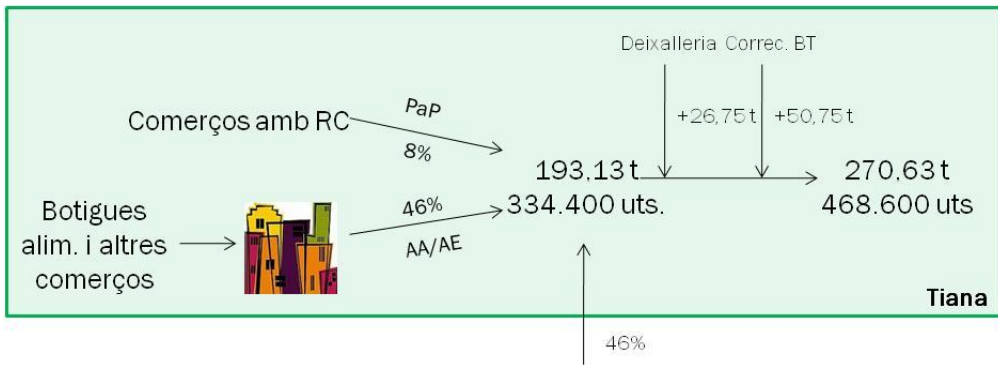 Deixalleria Correc. BT
PaP
+26,75 t
+50,75 t
Comerços amb RC
8%
193,13 t
270,63 t
334.400 uts.
468.600 uts
Botigues
alim. i altres
comerços
46%
AA/AE
Tiana
46%